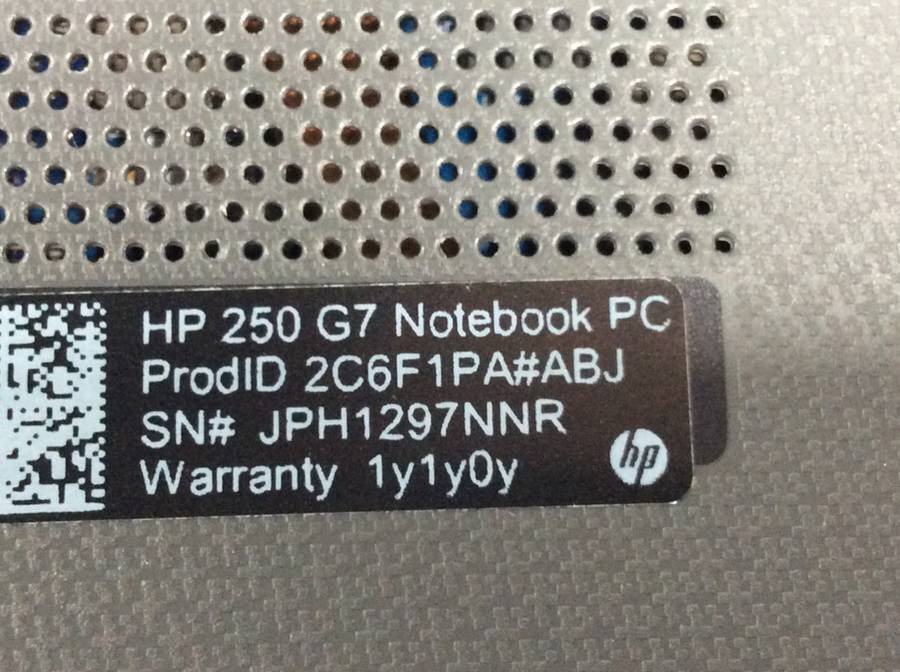 HP 250 G7 Notebook PC
ProdID 2C6F1PA#ABJ
SN# JPH1297NNR
Warranty 1y1y0y
hp